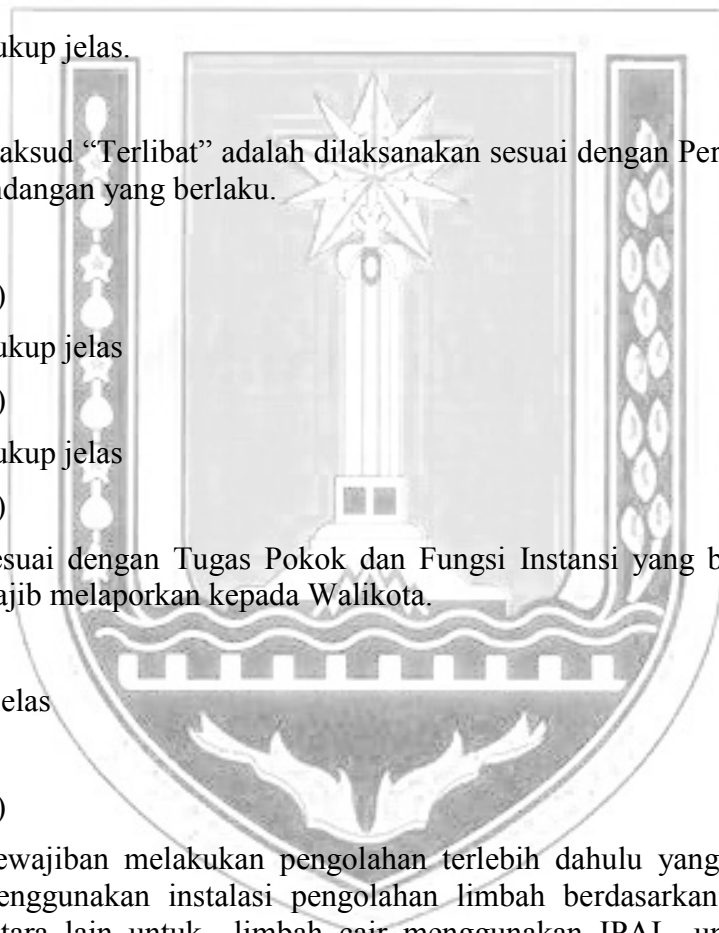 ukup jelas.
aksud “Terlibat” adalah dilaksanakan sesuai dengan Per
ndangan yang berlaku.
)
ukup jelas
)
ukup jelas
)
esuai dengan Tugas Pokok dan Fungsi Instansi yang b
ajib melaporkan kepada Walikota.
elas
)
ewajiban melakukan pengolahan terlebih dahulu yang
enggunakan instalasi pengolahan limbah berdasarkan
tara lain untuk limbah cair menggunakan IPAL un